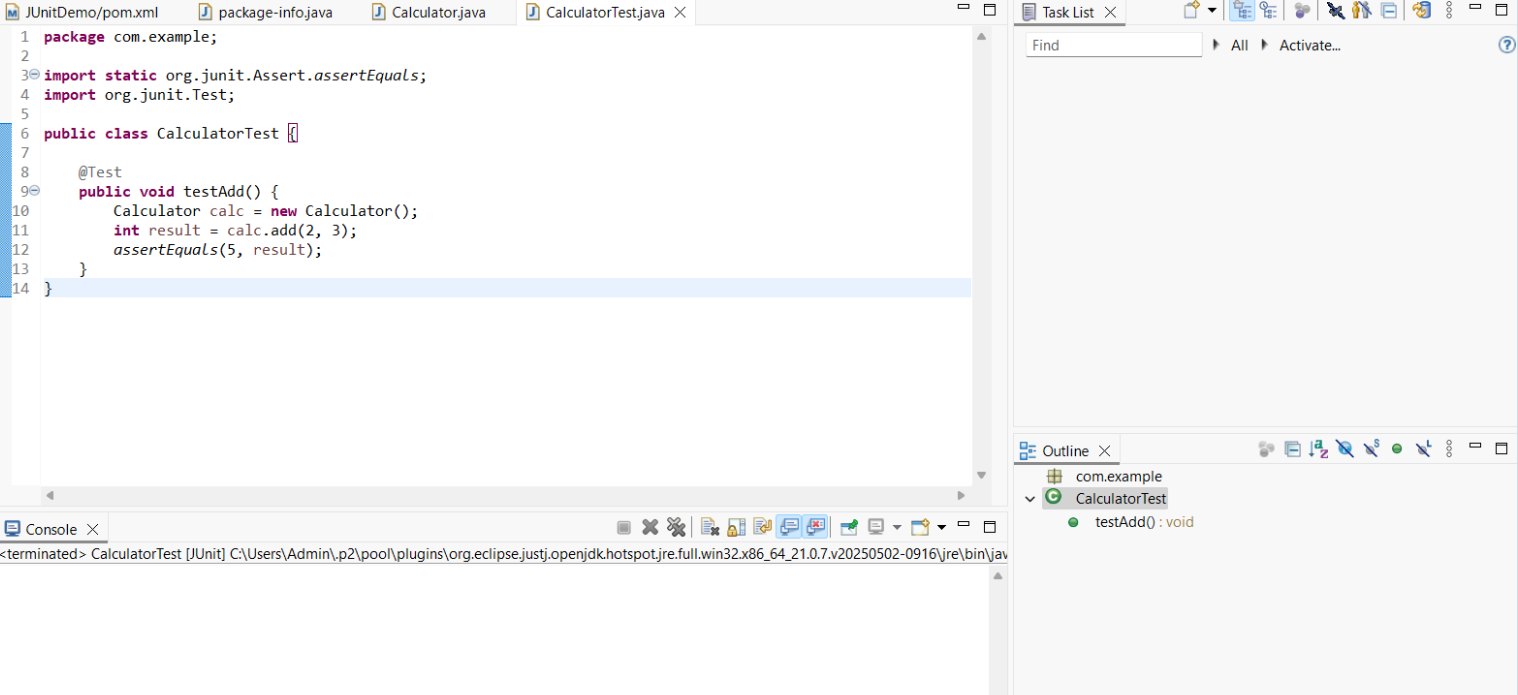 JUnitDemo/pom.xml package-info.java Calculator.java CalculatorTest.java
1 package com.example;
2
3 import static org.junit.Assert.assertEquals;
4 import org.junit.Test;
5
6 public class CalculatorTest {
7
8 @Test
9 public void testAdd() {
10 Calculator calc = new Calculator();
11 int result = calc.add(2, 3);
12 assertEquals(5, result);
13 }
14 }
Console
<terminated> CalculatorTest [JUnit] C:\Users\Admin\.p2\pool\plugins\org.eclipse.justj.openjdk.hotspot.jre.full.win32.x86_64_21.0.7.v20250502-0916\jre\bin\jav
Task List
Find All Activate...
Outline
com.example
CalculatorTest
testAdd() : void